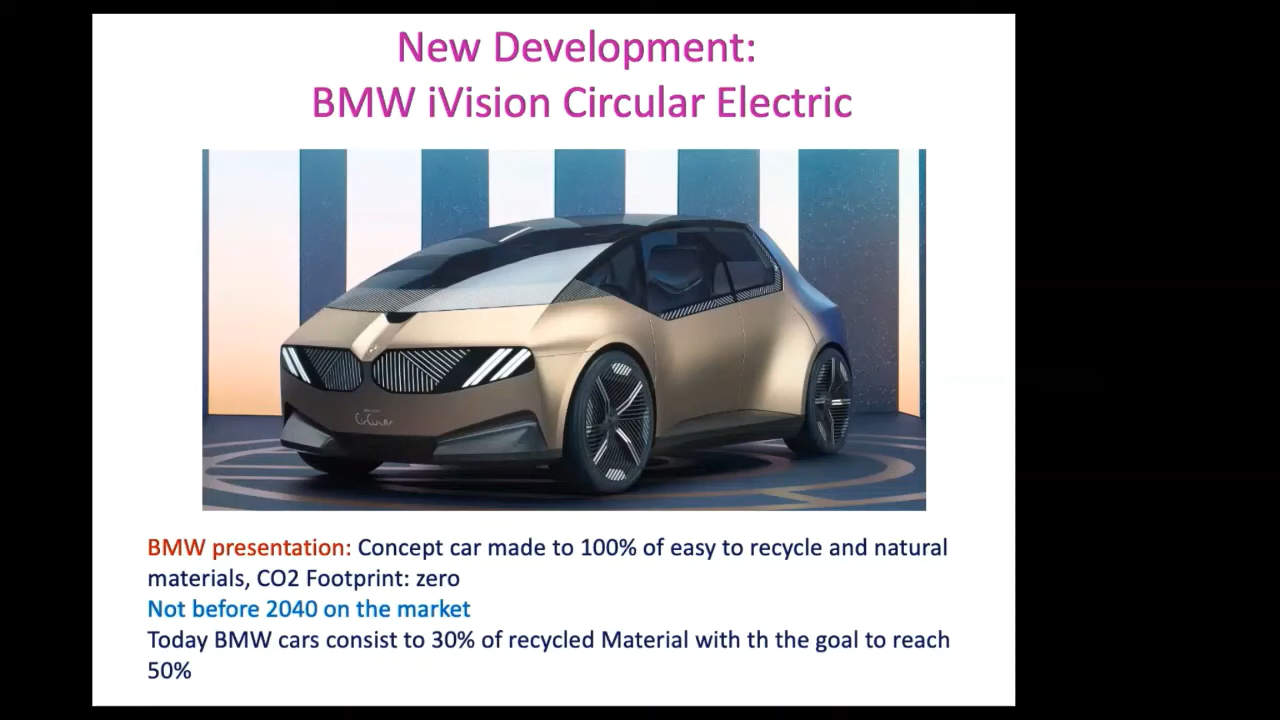 New Development:
BMW iVision Circular Electric
BMW presentation: Concept car made to 100% of easy to recycle and natural
materials, CO2 Footprint: zero
Not before 2040 on the market
Today BMW cars consist to 30% of recycled Material with th the goal to reach
50%